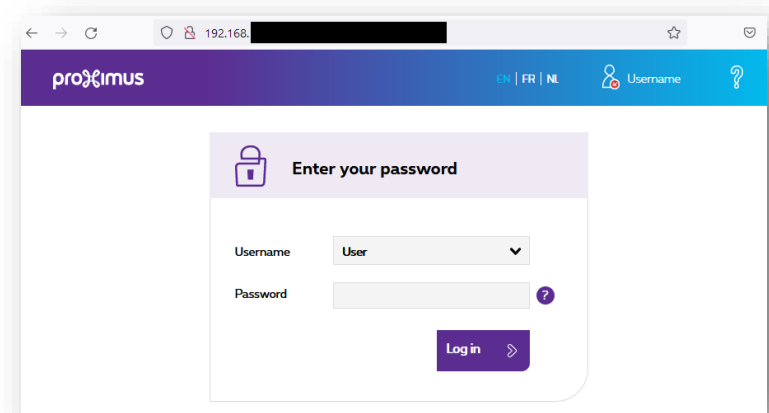 192.168.
proximus
EN | FR | NL
Username
Enter your password
Username
User
Password
?
Log in